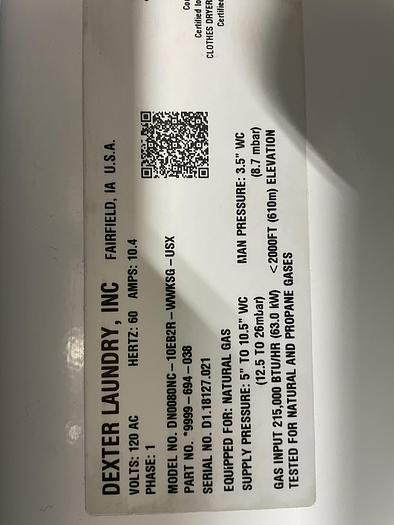 Certified to
CLOTHES DRYER
Certifie
DEXTER LAUNDRY, INC FAIRFIELD, IA U.S.A.
VOLTS: 120 AC HERTZ: 60 AMPS: 10.4
PHASE: 1
MODEL NO. DN0080NC-10EB2R-WWKSG-USX
PART NO. *9999-694-038
SERIAL NO. D1.18127.021
EQUIPPED FOR: NATURAL GAS
SUPPLY PRESSURE: 5" TO 10.5" WC MAN PRESSURE: 3.5" WC
(12.5 TO 26mbar) (8.7 mbar)
GAS INPUT 215,000 BTU/HR (63.0 kW) <2000FT (610m) ELEVATION
TESTED FOR NATURAL AND PROPANE GASES